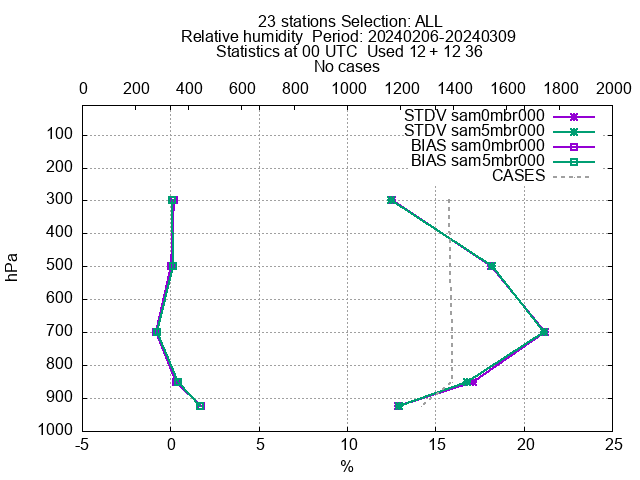 23 stations Selection: ALL
Relative humidity  Period: 20240206-20240309
Statistics at 00 UTC  Used 12 + 12 36
No cases
0 200 400 600 800 1000 1200 1400 1600 1800 2000
STDV sam0mbr000
STDV sam5mbr000
BIAS sam0mbr000
BIAS sam5mbr000
CASES
100
200
300
400
500
600
700
800
900
1000
hPa
-5 0 5 10 15 20 25
%